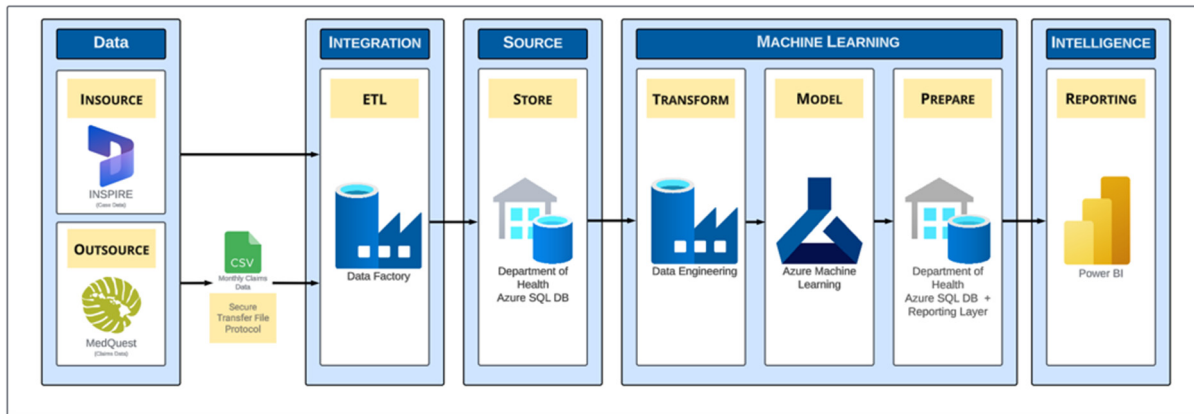 Data
INSOURCE
INSPIRE
(Case Data)
OUTSOURCE
MedQuest
(Claims Data)
CSV
Monthly Claims
Data
Secure
Transfer File
Protocol
INTEGRATION
ETL
Data Factory
SOURCE
STORE
Department of
Health
Azure SQL DB
MACHINE LEARNING
TRANSFORM
Data Engineering
MODEL
Azure Machine
Learning
PREPARE
Department of
Health
Azure SQL DB +
Reporting Layer
INTELLIGENCE
REPORTING
Power BI